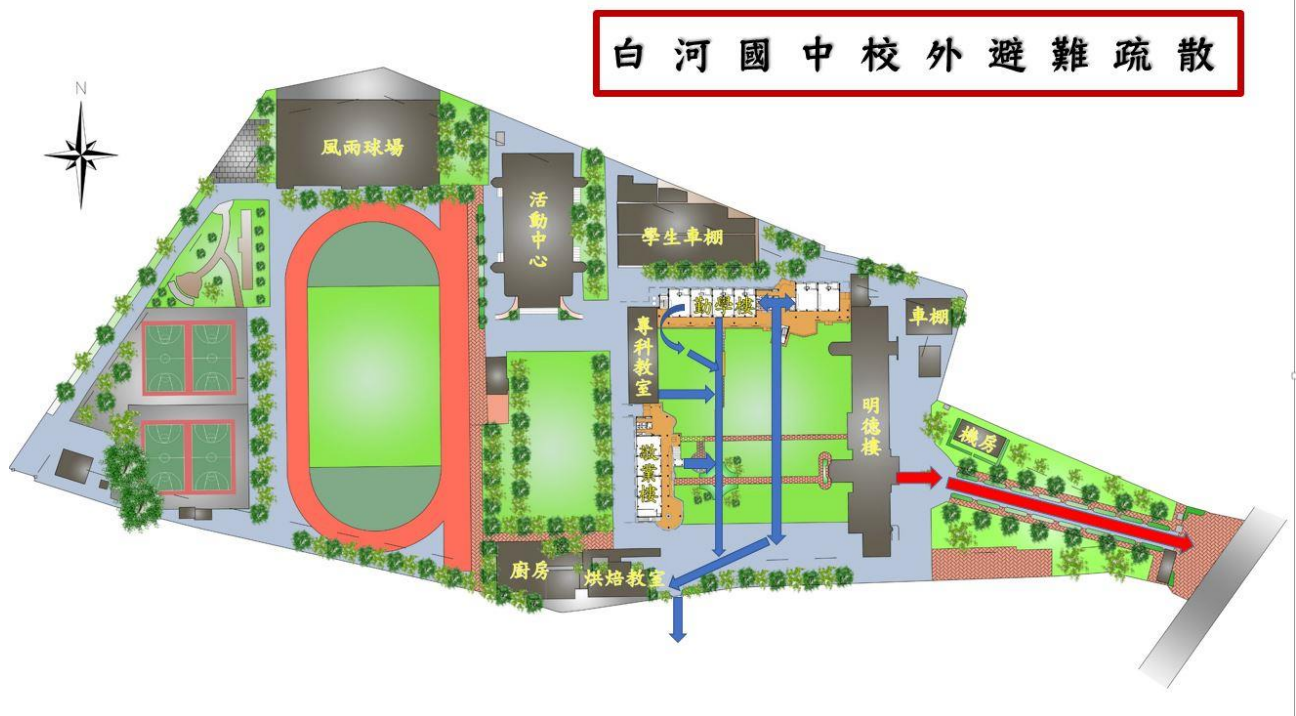 白河國中校外避難疏散
N
風雨球場
活動中心
學生車棚
勤學樓
車棚
專科教室
明德樓
機房
敬業樓
廚房
烘焙教室